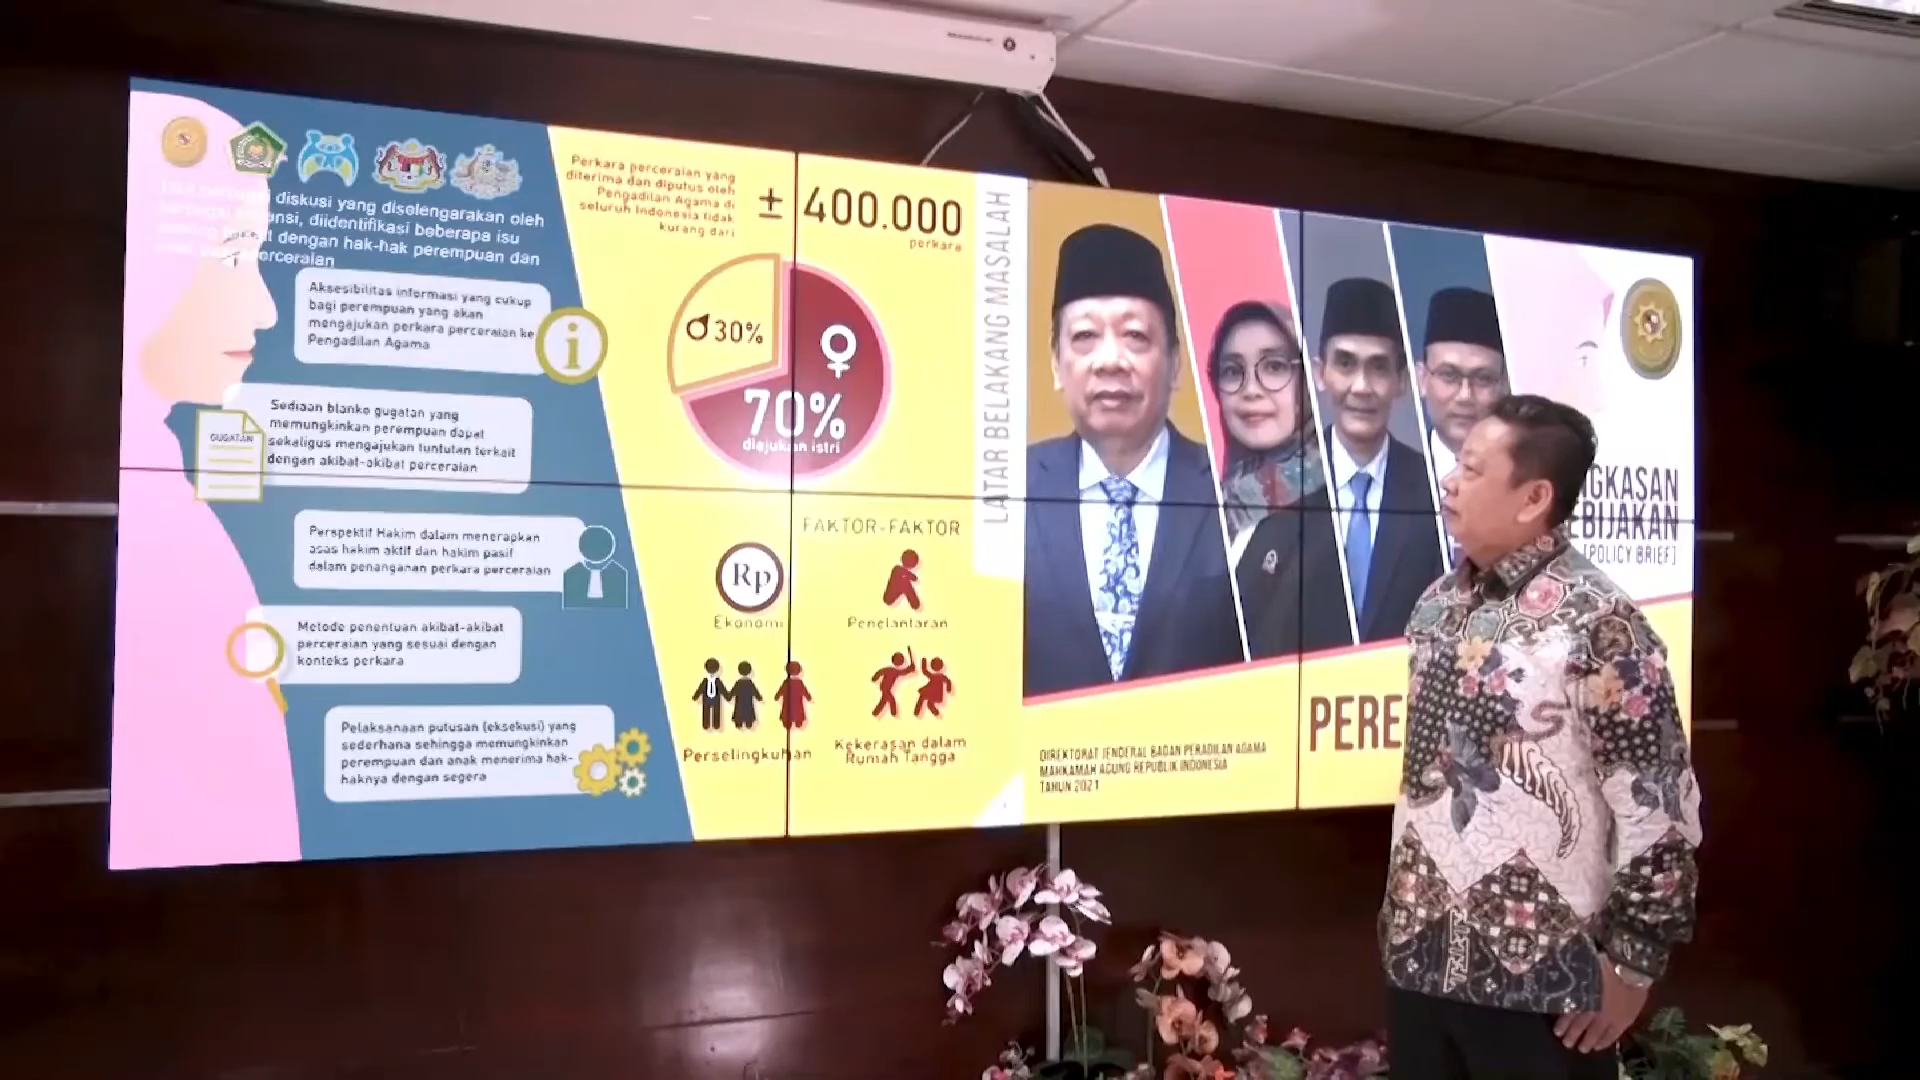 diskusi yang diselengarakan oleh
diidentifikasi beberapa isu
dengan hak-hak perempuan dan
perceraian
Aksesibilitas informasi yang cukup
bagi perempuan yang akan
mengajukan perkara perceraian ke
Pengadilan Agama
i
GUGATAN
Sediaan blanko gugatan yang
memungkinkan perempuan dapat
sekaligus mengajukan tuntutan terkait
dengan akibat-akibat perceraian
Perspektif Hakim dalam menerapkan
asas hakim aktif dan hakim pasif
dalam penanganan perkara perceraian
Metode penentuan akibat-akibat
perceraian yang sesuai dengan
konteks perkara
Pelaksanaan putusan (eksekusi) yang
sederhana sehingga memungkinkan
perempuan dan anak menerima hak-
haknya dengan segera
Perkara perceraian yang
diterima dan diputus oleh
Pengadilan Agama di
seluruh Indonesia tidak
kurang dari
± 400.000
perkara
30%
70%
diajukan istri
LATAR BELAKANG MASALAH
FAKTOR-FAKTOR
Rp
Ekonomi
Penelantaran
Perselingkuhan
Kekerasan dalam
Rumah Tangga
NGKASAN
EBIJAKAN
[POLICY BRIEF]
PERE
DIREKTORAT JENDERAL BADAN PERADILAN AGAMA
MAHKAMAH AGUNG REPUBLIK INDONESIA
TAHUN 2021